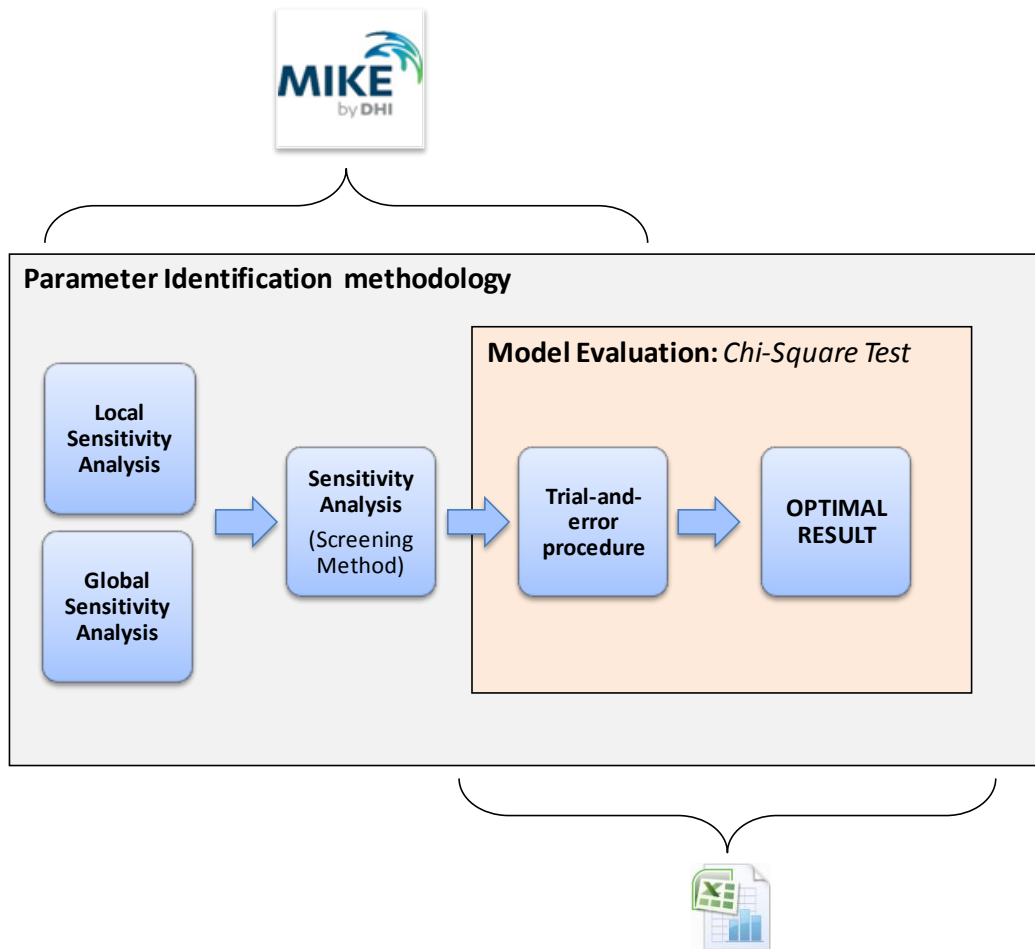 MIKE
by DHI
Parameter Identification methodology
Model Evaluation: Chi-Square Test
Local
Sensitivity
Analysis
Global
Sensitivity
Analysis
Sensitivity
Analysis
(Screening
Method)
Trial-and-
error
procedure
OPTIMAL
RESULT
X